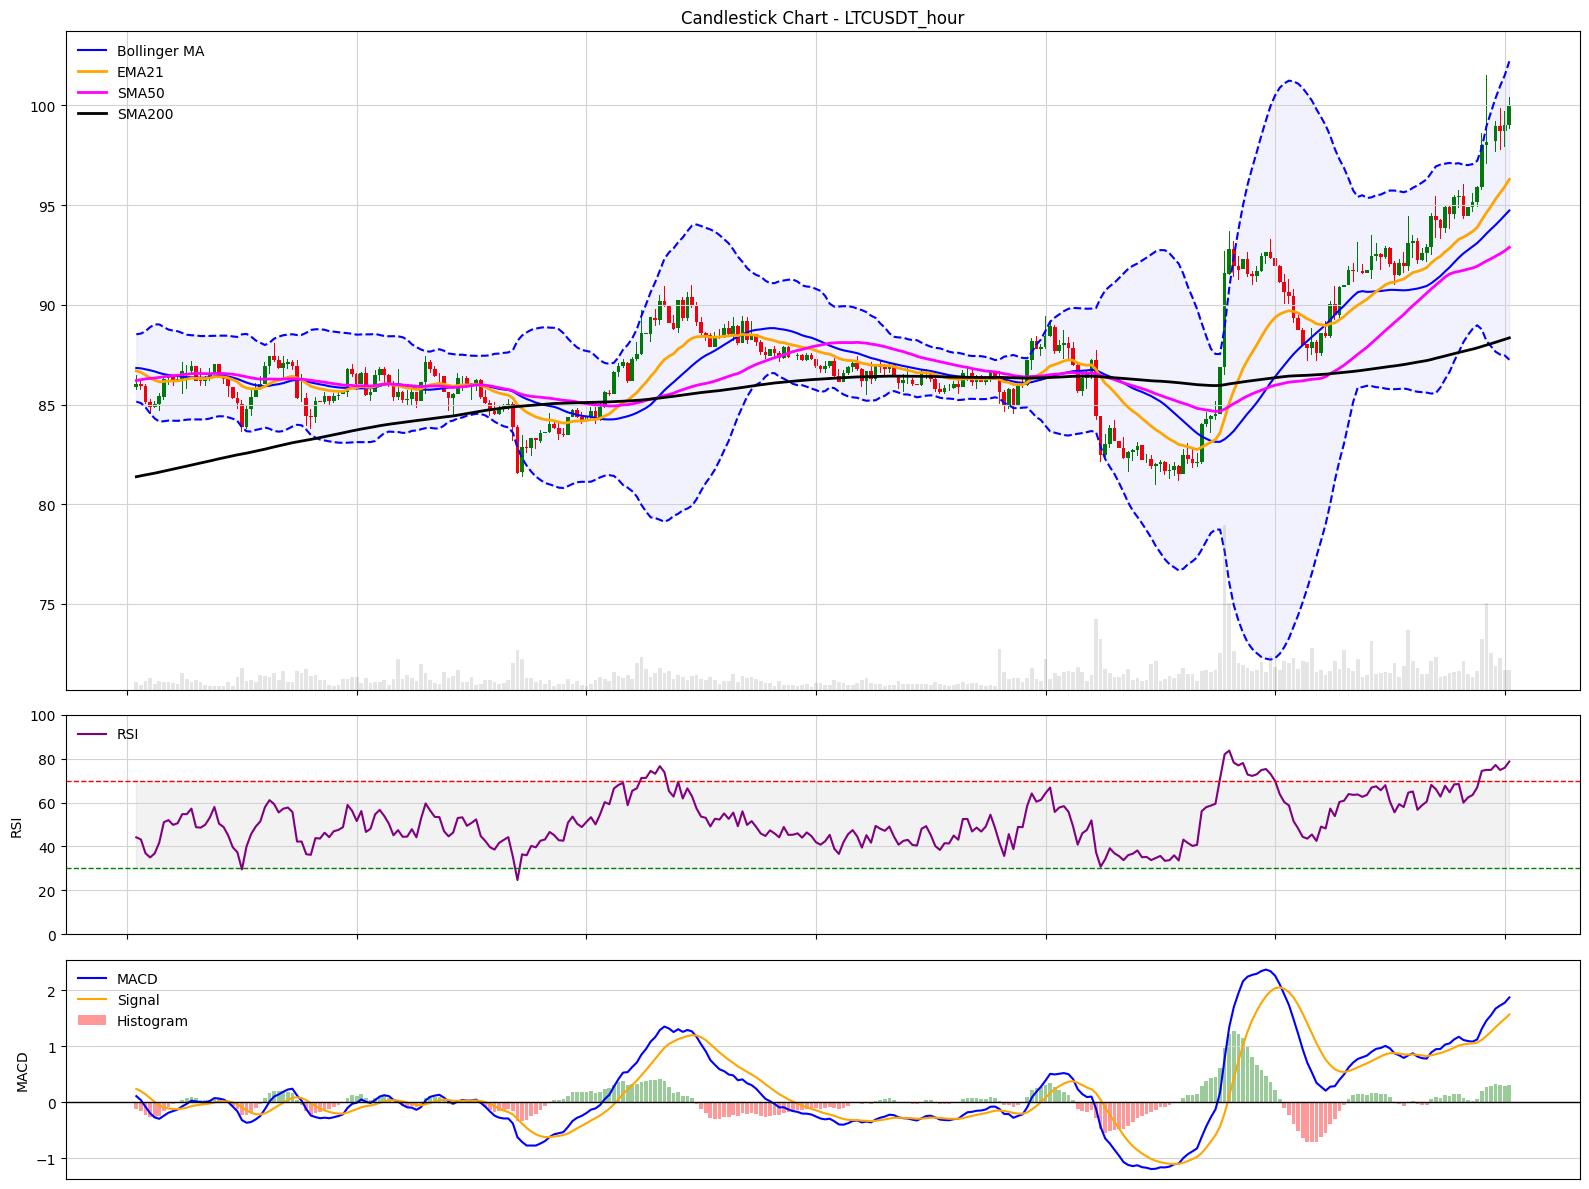 Candlestick Chart - LTCUSDT_hour
Bollinger MA
EMA21
SMA50
SMA200
100
95
90
85
80
75
RSI
100
80
60
40
20
0
RSI
MACD
Signal
Histogram
2
1
0
−1
MACD